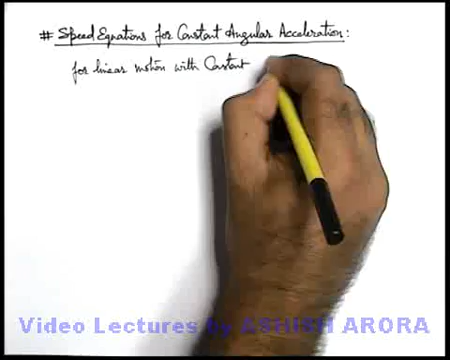 # Speed Equations for Constant Angular Acceleration :
for linear motion with Constant
Video Lectures by ASHISH ARORA